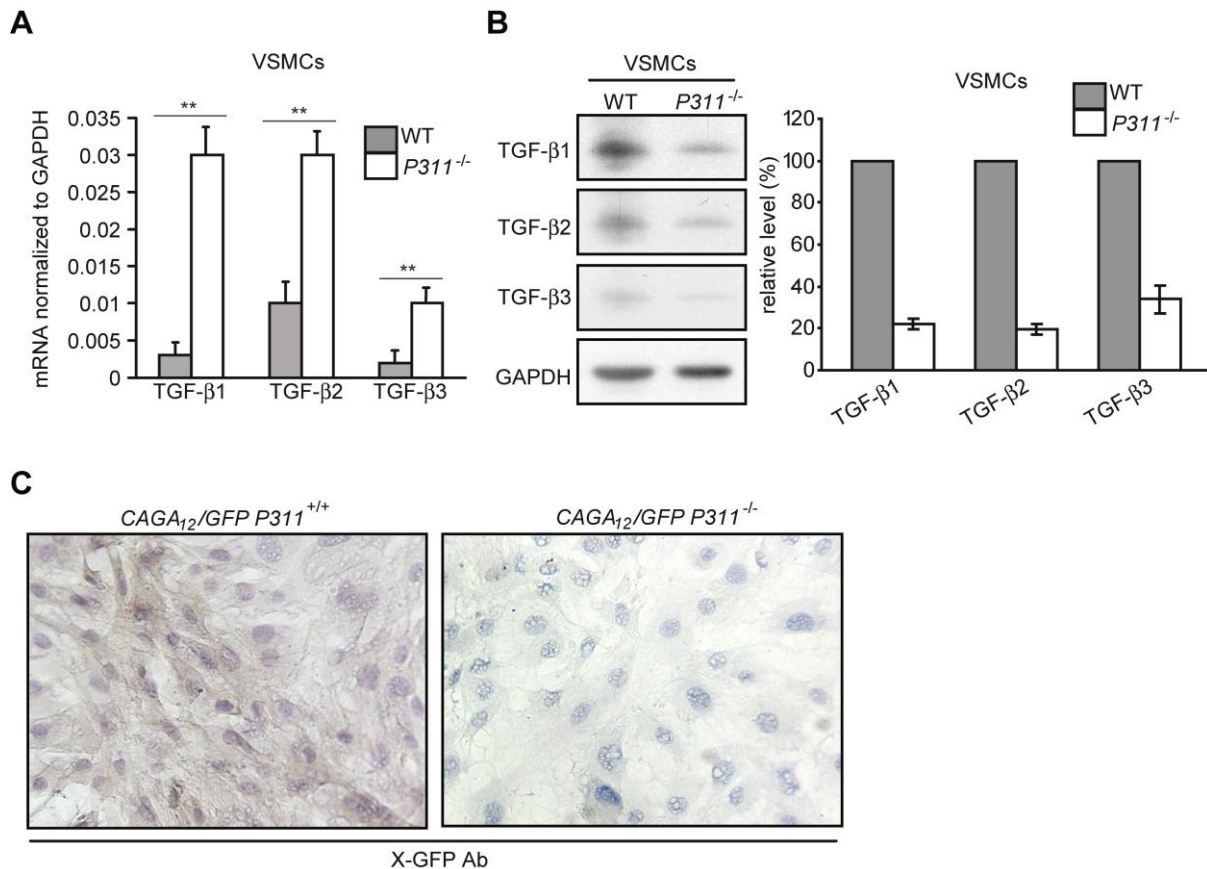 A
VSMCs
mRNA normalized to GAPDH
0.035
0.03
0.025
0.02
0.015
0.01
0.005
0
**
**
**
WT
P311-/-
TGF-β1
TGF-β2
TGF-β3
B
VSMCs
WT
P311-/-
TGF-β1
TGF-β2
TGF-β3
GAPDH
VSMCs
WT
P311-/-
relative level (%)
120
100
80
60
40
20
0
TGF-β1
TGF-β2
TGF-β3
C
CAGA12/GFP P311+/+
CAGA12/GFP P311-/-
X-GFP Ab